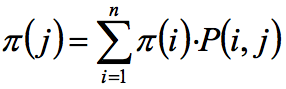 π(j) = ∑_{i=1}^{n} π(i)·P(i, j)